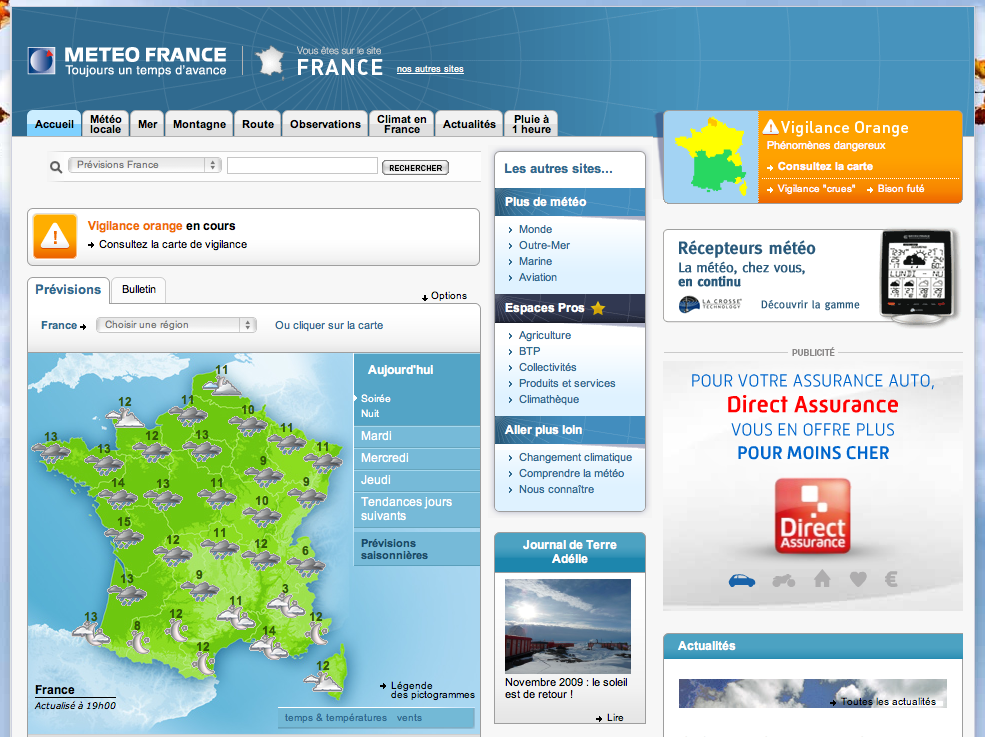 METEO FRANCE
Toujours un temps d'avance
Vous êtes sur le site
FRANCE
nos autres sites
Accueil
Météo
locale
Mer
Montagne
Route
Observations
Climat en
France
Actualités
Pluie à
1 heure
Prévisions France
RECHERCHER
Vigilance orange en cours
Consultez la carte de vigilance
Prévisions
Bulletin
Options
France
Choisir une région
Ou cliquer sur la carte
11
12
11
10
13
13
12
13
11
11
9
14
13
11
9
10
15
12
11
12
6
13
9
3
11
13
8
12
12
14
12
12
Aujourd'hui
Soirée
Nuit
Mardi
Mercredi
Jeudi
Tendances jours
suivants
Prévisions
saisonnières
France
Actualisé à 19h00
Légende
des pictogrammes
temps & températures
vents
Les autres sites...
Plus de météo
Monde
Outre-Mer
Marine
Aviation
Espaces Pros
Agriculture
BTP
Collectivités
Produits et services
Climathèque
Aller plus loin
Changement climatique
Comprendre la météo
Nous connaître
Journal de Terre
Adélie
Novembre 2009 : le soleil
est de retour !
Lire
Vigilance Orange
Phénomènes dangereux
Consultez la carte
Vigilance "crues"
Bison futé
Récepteurs météo
La météo, chez vous,
en continu
LA CROSSE
TECHNOLOGY
Découvrir la gamme
PUBLICITÉ
POUR VOTRE ASSURANCE AUTO,
Direct Assurance
VOUS EN OFFRE PLUS
POUR MOINS CHER
Direct
Assurance
€
Actualités
Toutes les actualités